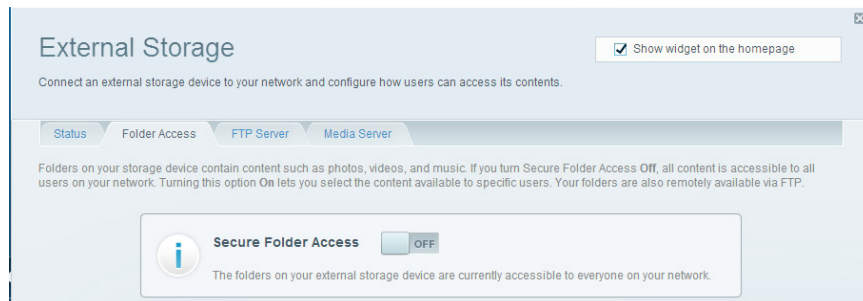 External Storage
Show widget on the homepage
Connect an external storage device to your network and configure how users can access its contents.
Status Folder Access FTP Server Media Server
Folders on your storage device contain content such as photos, videos, and music. If you turn Secure Folder Access Off, all content is accessible to all
users on your network. Turning this option On lets you select the content available to specific users. Your folders are also remotely available via FTP.
Secure Folder Access OFF
The folders on your external storage device are currently accessible to everyone on your network.